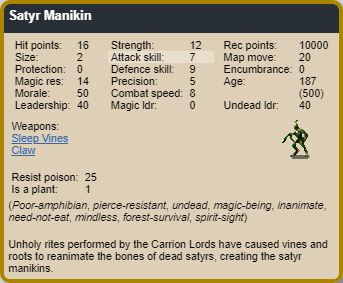 Satyr Manikin
Hit points: 16 Strength: 12 Rec points: 10000
Size: 2 Attack skill: 7 Map move: 20
Protection: 0 Defence skill: 9 Encumbrance: 0
Magic res: 14 Precision: 5 Age: 187
Morale: 50 Combat speed: 8 (500)
Leadership: 40 Magic ldr: 0 Undead ldr: 40
Weapons:
Sleep Vines
Claw
Resist poison: 25
Is a plant: 1
(Poor-amphibian, pierce-resistant, undead, magic-being, inanimate,
need-not-eat, mindless, forest-survival, spirit-sight)
Unholy rites performed by the Carrion Lords have caused vines and
roots to reanimate the bones of dead satyrs, creating the satyr
manikins.